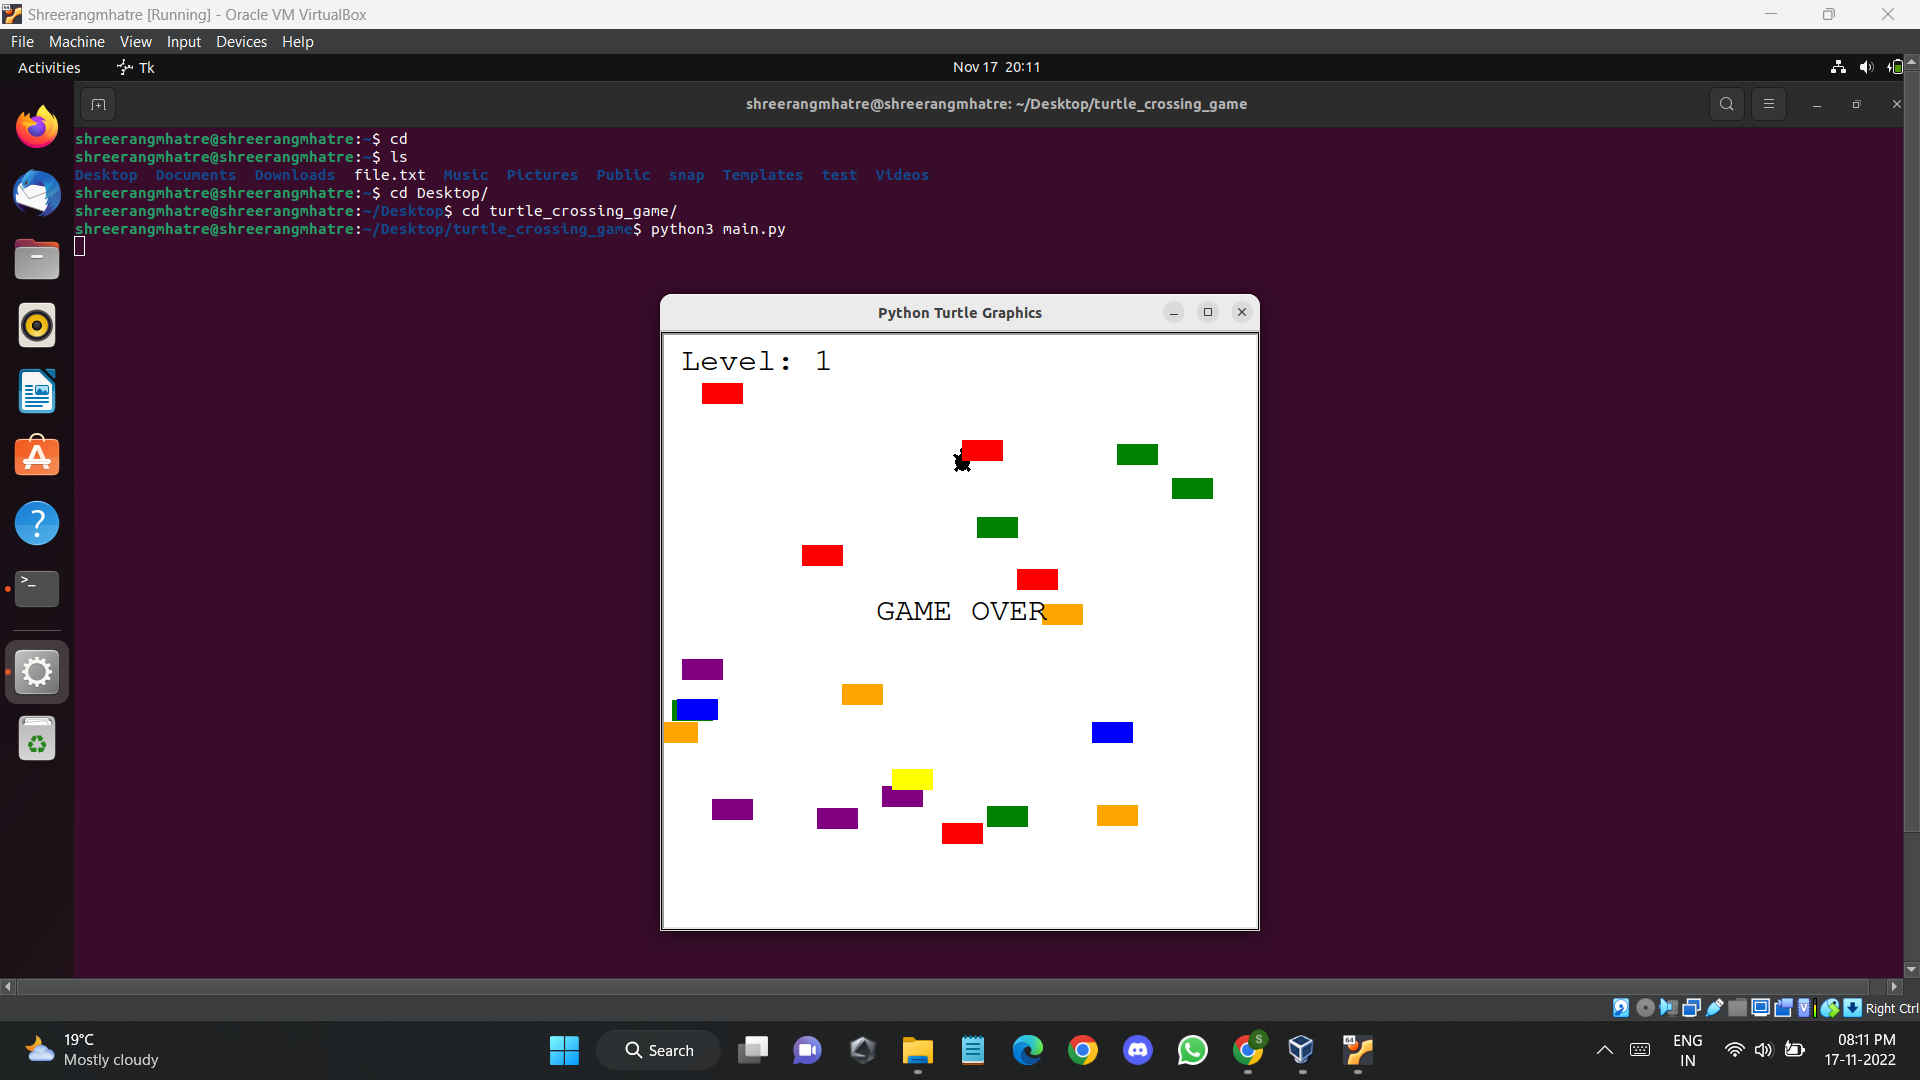 Shreerangmhatre [Running] - Oracle VM VirtualBox
File Machine View Input Devices Help
Activities Tk Nov 17 20:11
shreerangmhatre@shreerangmhatre: ~/Desktop/turtle_crossing_game
shreerangmhatre@shreerangmhatre:~$ cd
shreerangmhatre@shreerangmhatre:~$ ls
Desktop Documents Downloads file.txt Music Pictures Public snap Templates test Videos
shreerangmhatre@shreerangmhatre:~$ cd Desktop/
shreerangmhatre@shreerangmhatre:~/Desktop$ cd turtle_crossing_game/
shreerangmhatre@shreerangmhatre:~/Desktop/turtle_crossing_game$ python3 main.py
Python Turtle Graphics
Level: 1
GAME OVER
Right Ctrl
19°C
Mostly cloudy
Search
64
S
ENG
IN
08:11 PM
17-11-2022